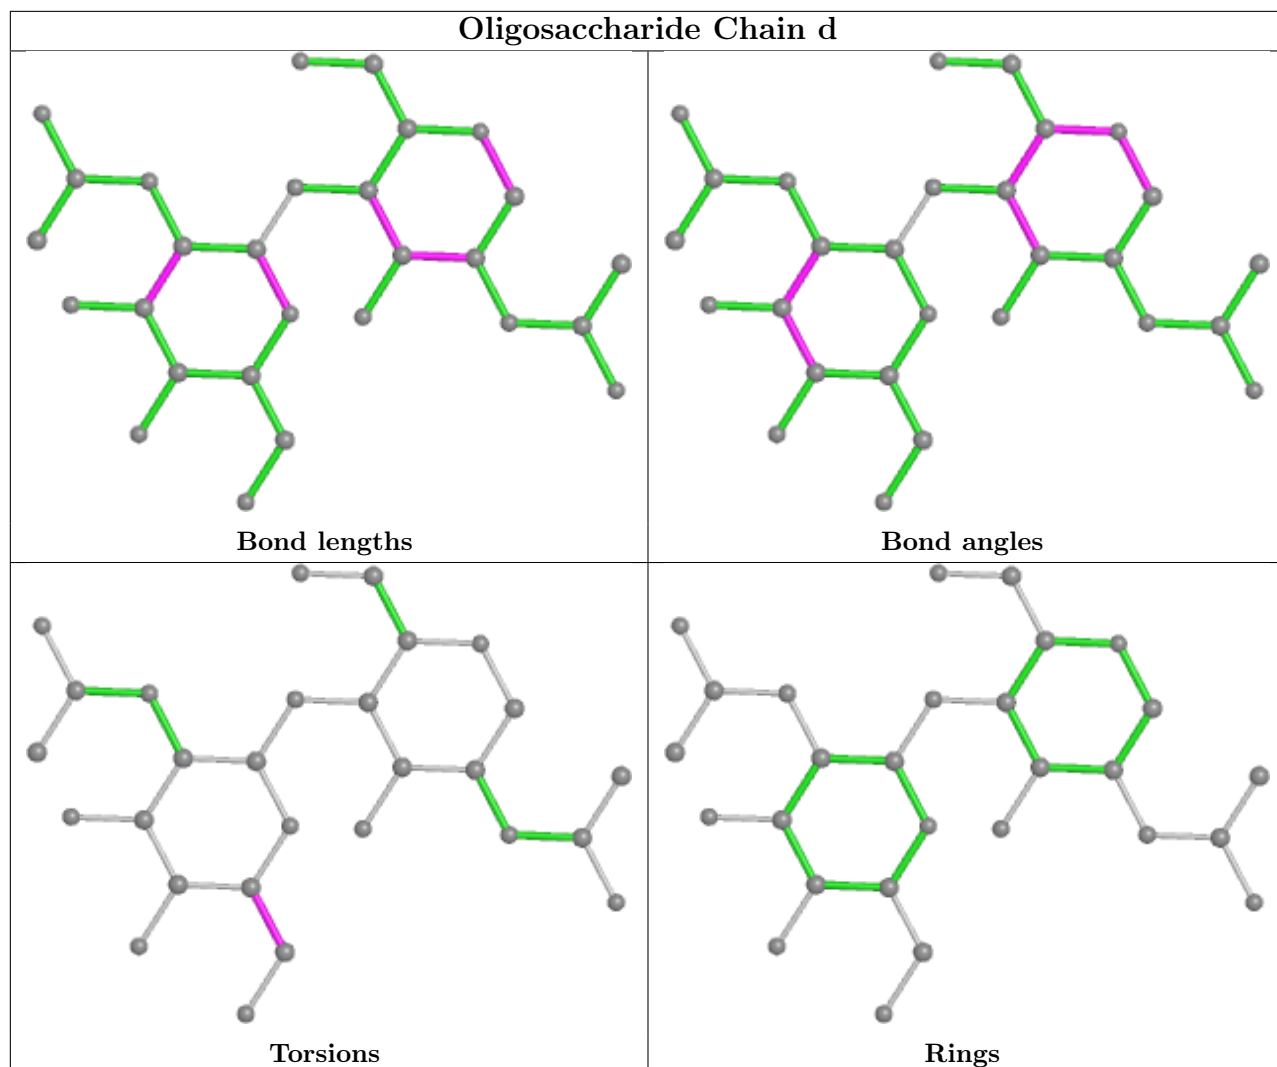 Oligosaccharide Chain d
Bond lengths
Bond angles
Torsions
Rings